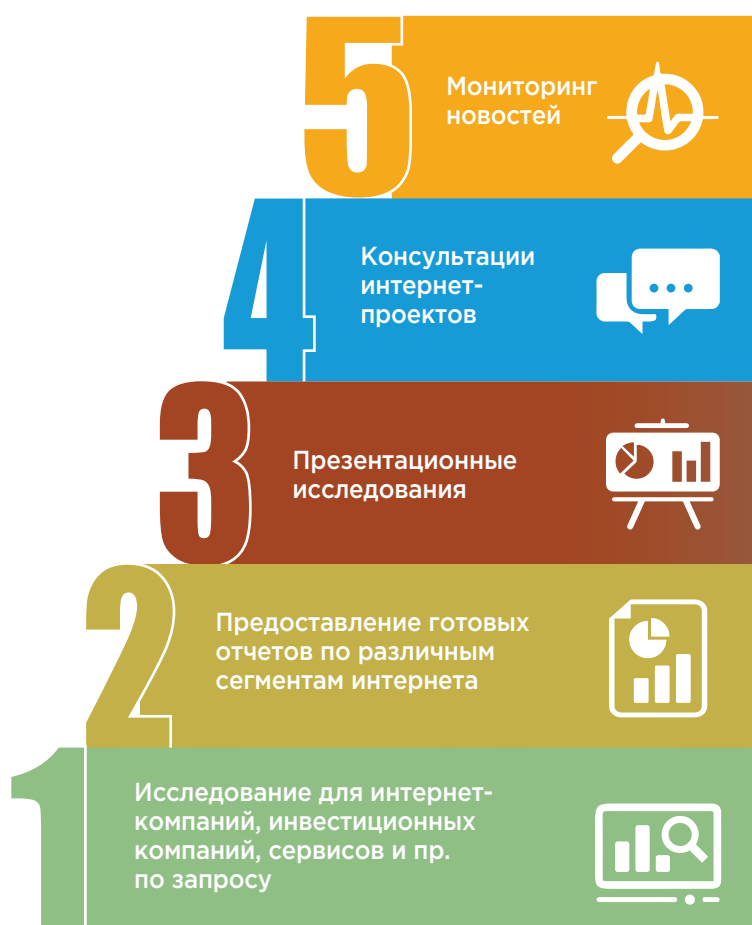 5
Мониторинг
новостей
4
Консультации
интернет-
проектов
3
Презентационные
исследования
2
Предоставление готовых
отчетов по различным
сегментам интернета
1
Исследование для интернет-
компаний, инвестиционных
компаний, сервисов и пр.
по запросу